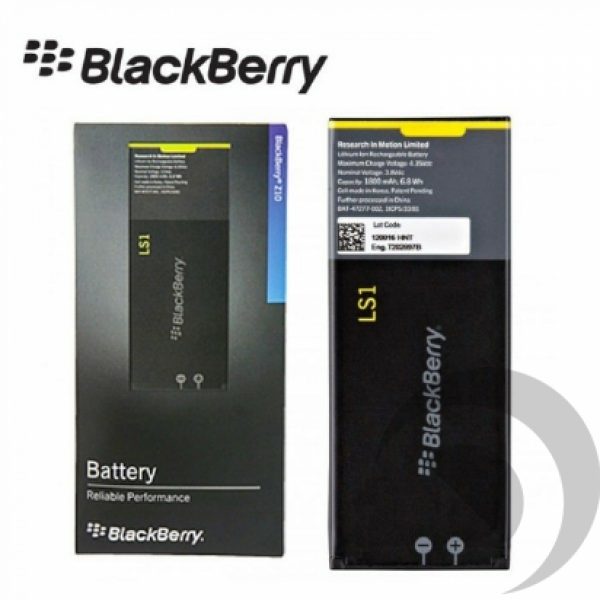 BlackBerry
BlackBerry® Z10
LS1
BlackBerry
Battery
Reliable Performance
BlackBerry
Research In Motion Limited
Lithium Ion Rechargeable Battery
Maximum Charge Voltage: 4.35Vdc
Nominal Voltage: 3.8Vdc
Capacity: 1800 mAh, 6.8 Wh
Cell made in Korea, Patent Pending
Further processed in China
Lot Code:
LS1
BlackBerry